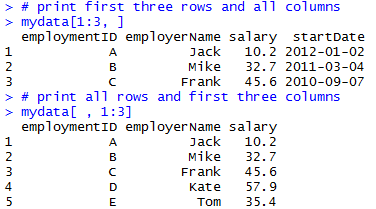 > # print first three rows and all columns
> mydata[1:3, ]
  employmentID employerName salary  startDate
1            A         Jack   10.2 2012-01-02
2            B         Mike   32.7 2011-03-04
3            C        Frank   45.6 2010-09-07
> # print all rows and first three columns
> mydata[ , 1:3]
  employmentID employerName salary
1            A         Jack   10.2
2            B         Mike   32.7
3            C        Frank   45.6
4            D         Kate   57.9
5            E          Tom   35.4